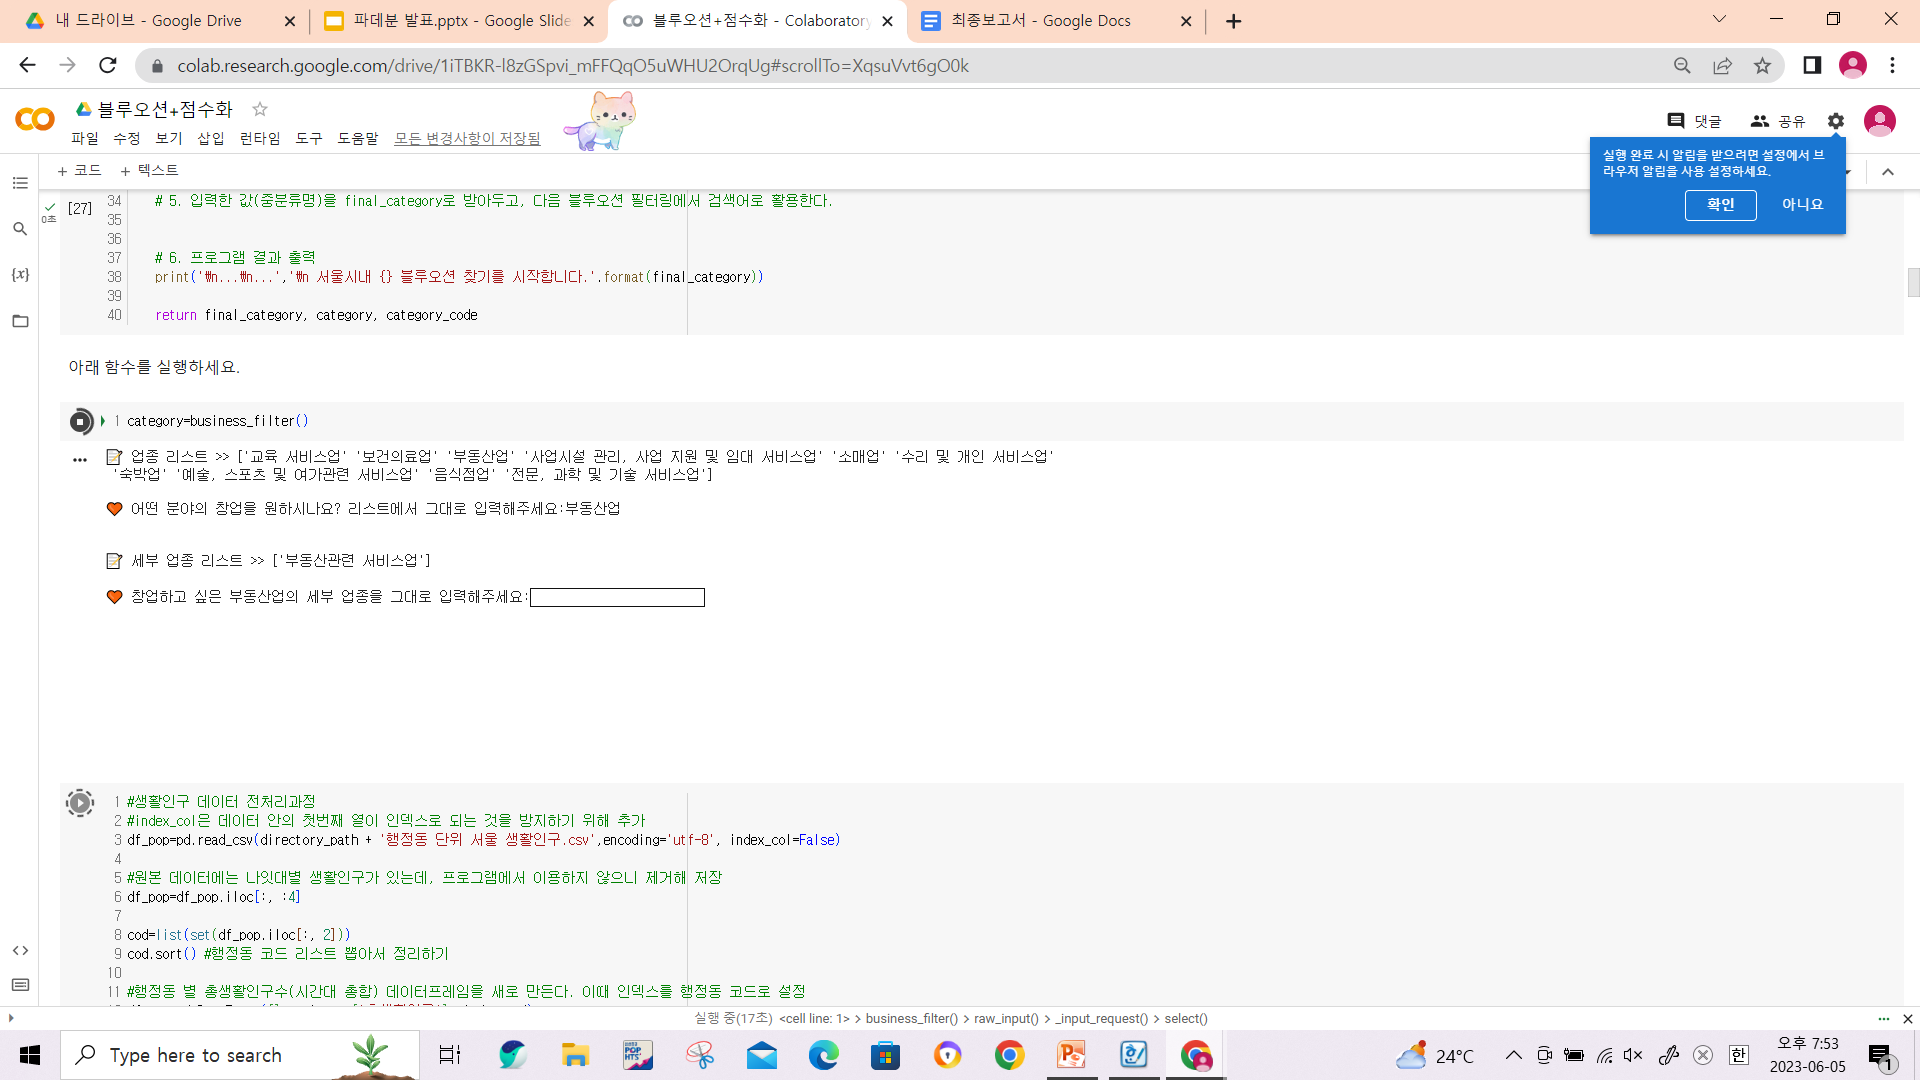 내 드라이브 - Google Drive
파데분 발표.pptx - Google Slide
블루오션+점수화 - Colaboratory
최종보고서 - Google Docs
colab.research.google.com/drive/1iTBKR-l8zGSpvi_mFFQqO5uWHU2OrqUg#scrollTo=XqsuVvt6gO0k
블루오션+점수화
파일 수정 보기 삽입 런타임 도구 도움말 모든 변경사항이 저장됨
댓글 공유
+ 코드 + 텍스트
실행 완료 시 알림을 받으려면 설정에서 브
라우저 알림을 사용 설정하세요.
확인 아니요
[27]
0초
34 # 5. 입력한 값(중분류명)을 final_category로 받아두고, 다음 블루오션 필터링에서 검색어로 활용한다.
35
36
37 # 6. 프로그램 결과 출력
38 print('₩n...₩n...','₩n 서울시내 {} 블루오션 찾기를 시작합니다.'.format(final_category))
39
40 return final_category, category, category_code
아래 함수를 실행하세요.
1 category=business_filter()
📝 업종 리스트 >> ['교육 서비스업' '보건의료업' '부동산업' '사업시설 관리, 사업 지원 및 임대 서비스업' '소매업' '수리 및 개인 서비스업'
'숙박업' '예술, 스포츠 및 여가관련 서비스업' '음식점업' '전문, 과학 및 기술 서비스업']
🧡 어떤 분야의 창업을 원하시나요? 리스트에서 그대로 입력해주세요:부동산업
📝 세부 업종 리스트 >> ['부동산관련 서비스업']
🧡 창업하고 싶은 부동산업의 세부 업종을 그대로 입력해주세요:
1 #생활인구 데이터 전처리과정
2 #index_col은 데이터 안의 첫번째 열이 인덱스로 되는 것을 방지하기 위해 추가
3 df_pop=pd.read_csv(directory_path + '행정동 단위 서울 생활인구.csv',encoding='utf-8', index_col=False)
4
5 #원본 데이터에는 나잇대별 생활인구가 있는데, 프로그램에서 이용하지 않으니 제거해 저장
6 df_pop=df_pop.iloc[:, :4]
7
8 cod=list(set(df_pop.iloc[:, 2]))
9 cod.sort() #행정동 코드 리스트 뽑아서 정리하기
10
11 #행정동 별 총생활인구수(시간대 총합) 데이터프레임을 새로 만든다. 이때 인덱스를 행정동 코드로 설정
실행 중(17초) <cell line: 1> > business_filter() > raw_input() > _input_request() > select()
Type here to search
24°C
한
오후 7:53
2023-06-05
1